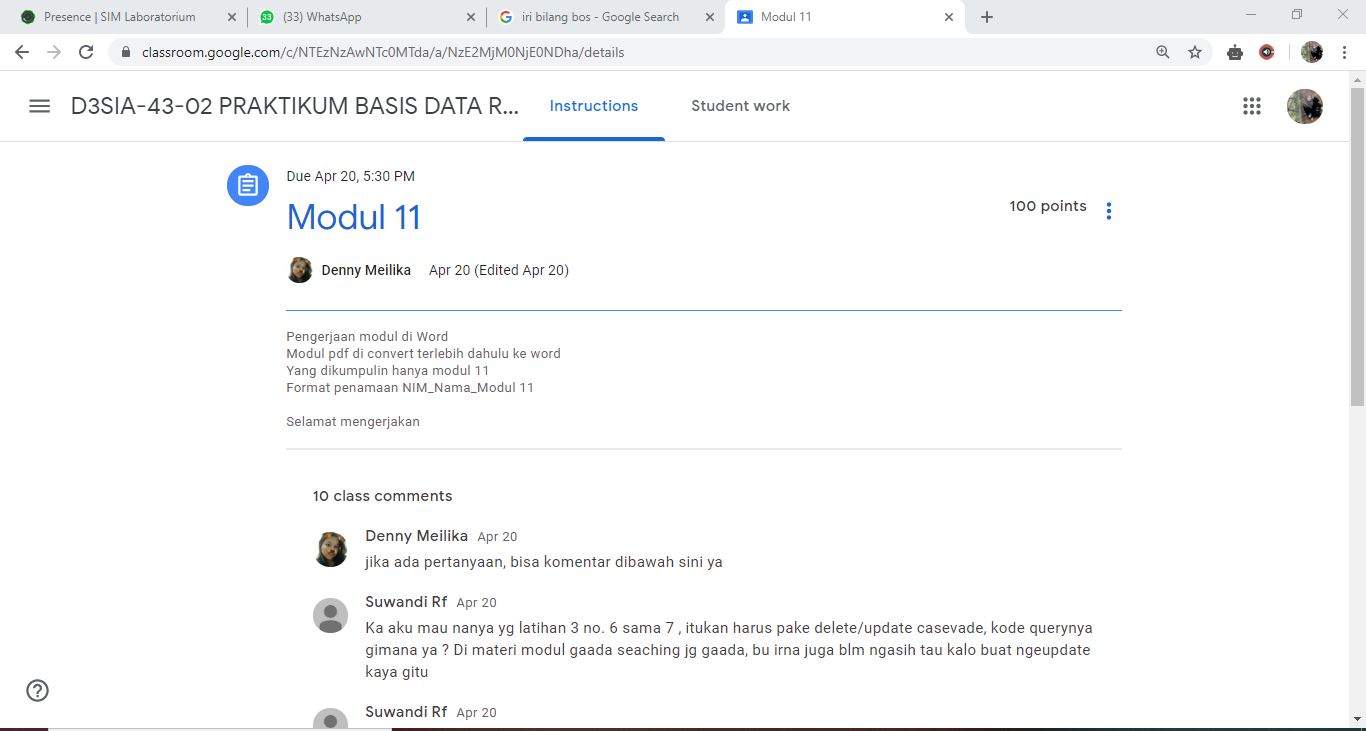 Presence | SIM Laboratorium
33
(33) WhatsApp
iri bilang bos - Google Search
Modul 11
classroom.google.com/c/NTEzNzAwNTc0MTda/a/NzE2MjM0NjE0NDha/details
D3SIA-43-02 PRAKTIKUM BASIS DATA R...
Instructions
Student work
Due Apr 20, 5:30 PM
Modul 11
100 points
Denny Meilika Apr 20 (Edited Apr 20)
Pengerjaan modul di Word
Modul pdf di convert terlebih dahulu ke word
Yang dikumpulin hanya modul 11
Format penamaan NIM_Nama_Modul 11
Selamat mengerjakan
10 class comments
Denny Meilika Apr 20
jika ada pertanyaan, bisa komentar dibawah sini ya
Suwandi Rf Apr 20
Ka aku mau nanya yg latihan 3 no. 6 sama 7 , itukan harus pake delete/update casevade, kode querynya
gimana ya ? Di materi modul gaada seaching jg gaada, bu irna juga blm ngasih tau kalo buat ngeupdate
kaya gitu
Suwandi Rf Apr 20